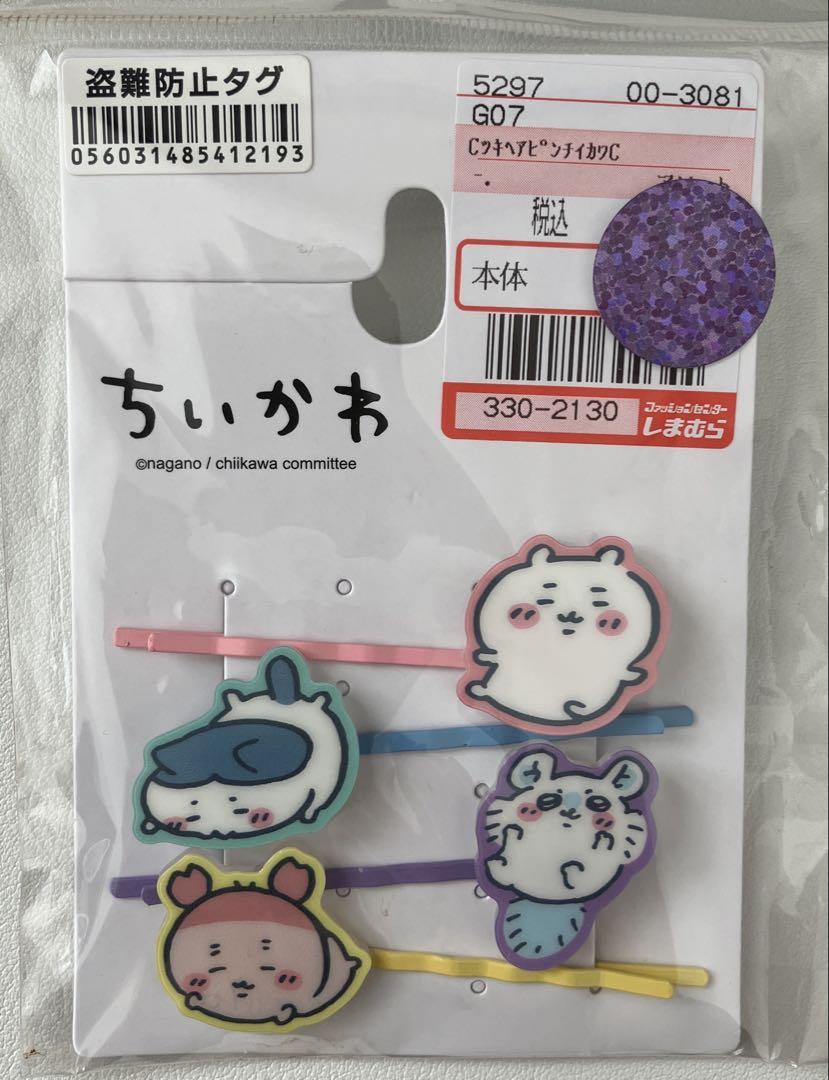 盗難防止タグ
056031485412193
5297 00-3081
G07
CﾂｷﾍｱﾋﾟﾝﾁｲｶﾜC
税込
本体
330-2130
ファッションセンター
しまむら
ちいかわ
©nagano / chiikawa committee